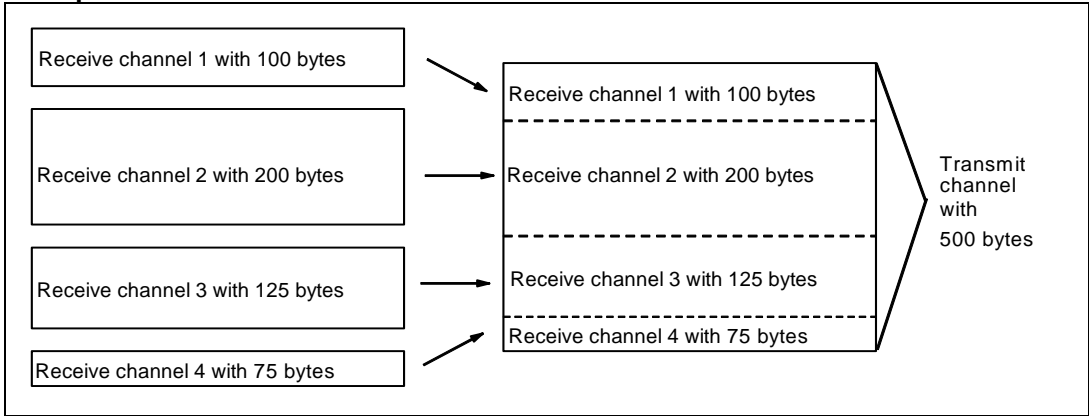 Receive channel 1 with 100 bytes
Receive channel 2 with 200 bytes
Receive channel 3 with 125 bytes
Receive channel 4 with 75 bytes
Receive channel 1 with 100 bytes
Receive channel 2 with 200 bytes
Receive channel 3 with 125 bytes
Receive channel 4 with 75 bytes
Transmit
channel
with
500 bytes